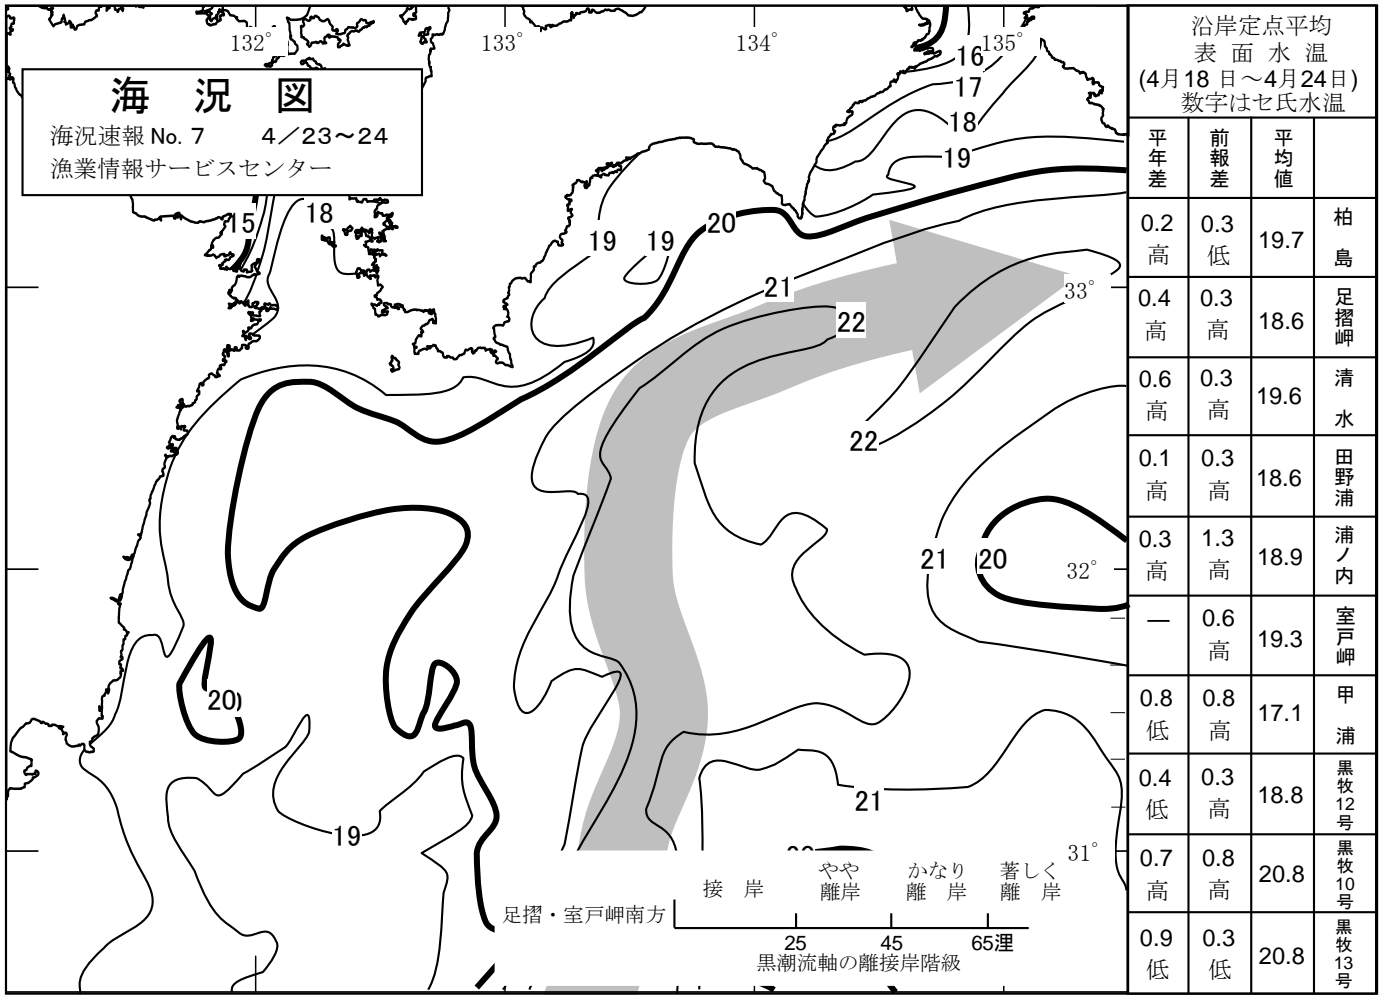 132°
133°
134°
135°
海況図
海況速報 No. 7 4／23～24
漁業情報サービスセンター
16
17
18
19
15
18
19
19
20
21
33°
22
22
21
20
32°
20
21
19
31°
接岸
やや離岸
かなり離岸
著しく離岸
足摺・室戸岬南方
25 45 65浬
黒潮流軸の離接岸階級
沿岸定点平均
表面水温
(4月18日～4月24日)
数字はセ氏水温
平年差 前報差 平均値
0.2高 0.3低 19.7 柏島
0.4高 0.3高 18.6 足摺岬
0.6高 0.3高 19.6 清水
0.1高 0.3高 18.6 田野浦
0.3高 1.3高 18.9 浦ノ内
— 0.6高 19.3 室戸岬
0.8低 0.8高 17.1 甲浦
0.4低 0.3高 18.8 黒牧12号
0.7高 0.8高 20.8 黒牧10号
0.9低 0.3低 20.8 黒牧13号